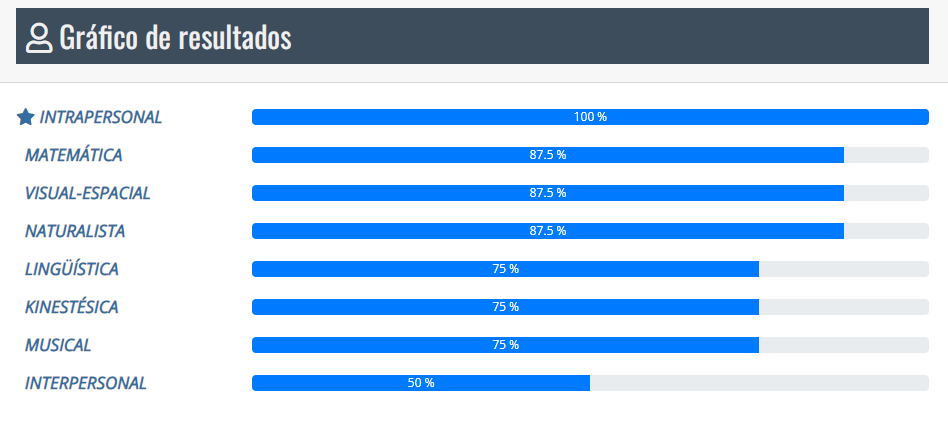 Gráfico de resultados
INTRAPERSONAL 100 %
MATEMÁTICA 87.5 %
VISUAL-ESPACIAL 87.5 %
NATURALISTA 87.5 %
LINGÜÍSTICA 75 %
KINESTÉSICA 75 %
MUSICAL 75 %
INTERPERSONAL 50 %